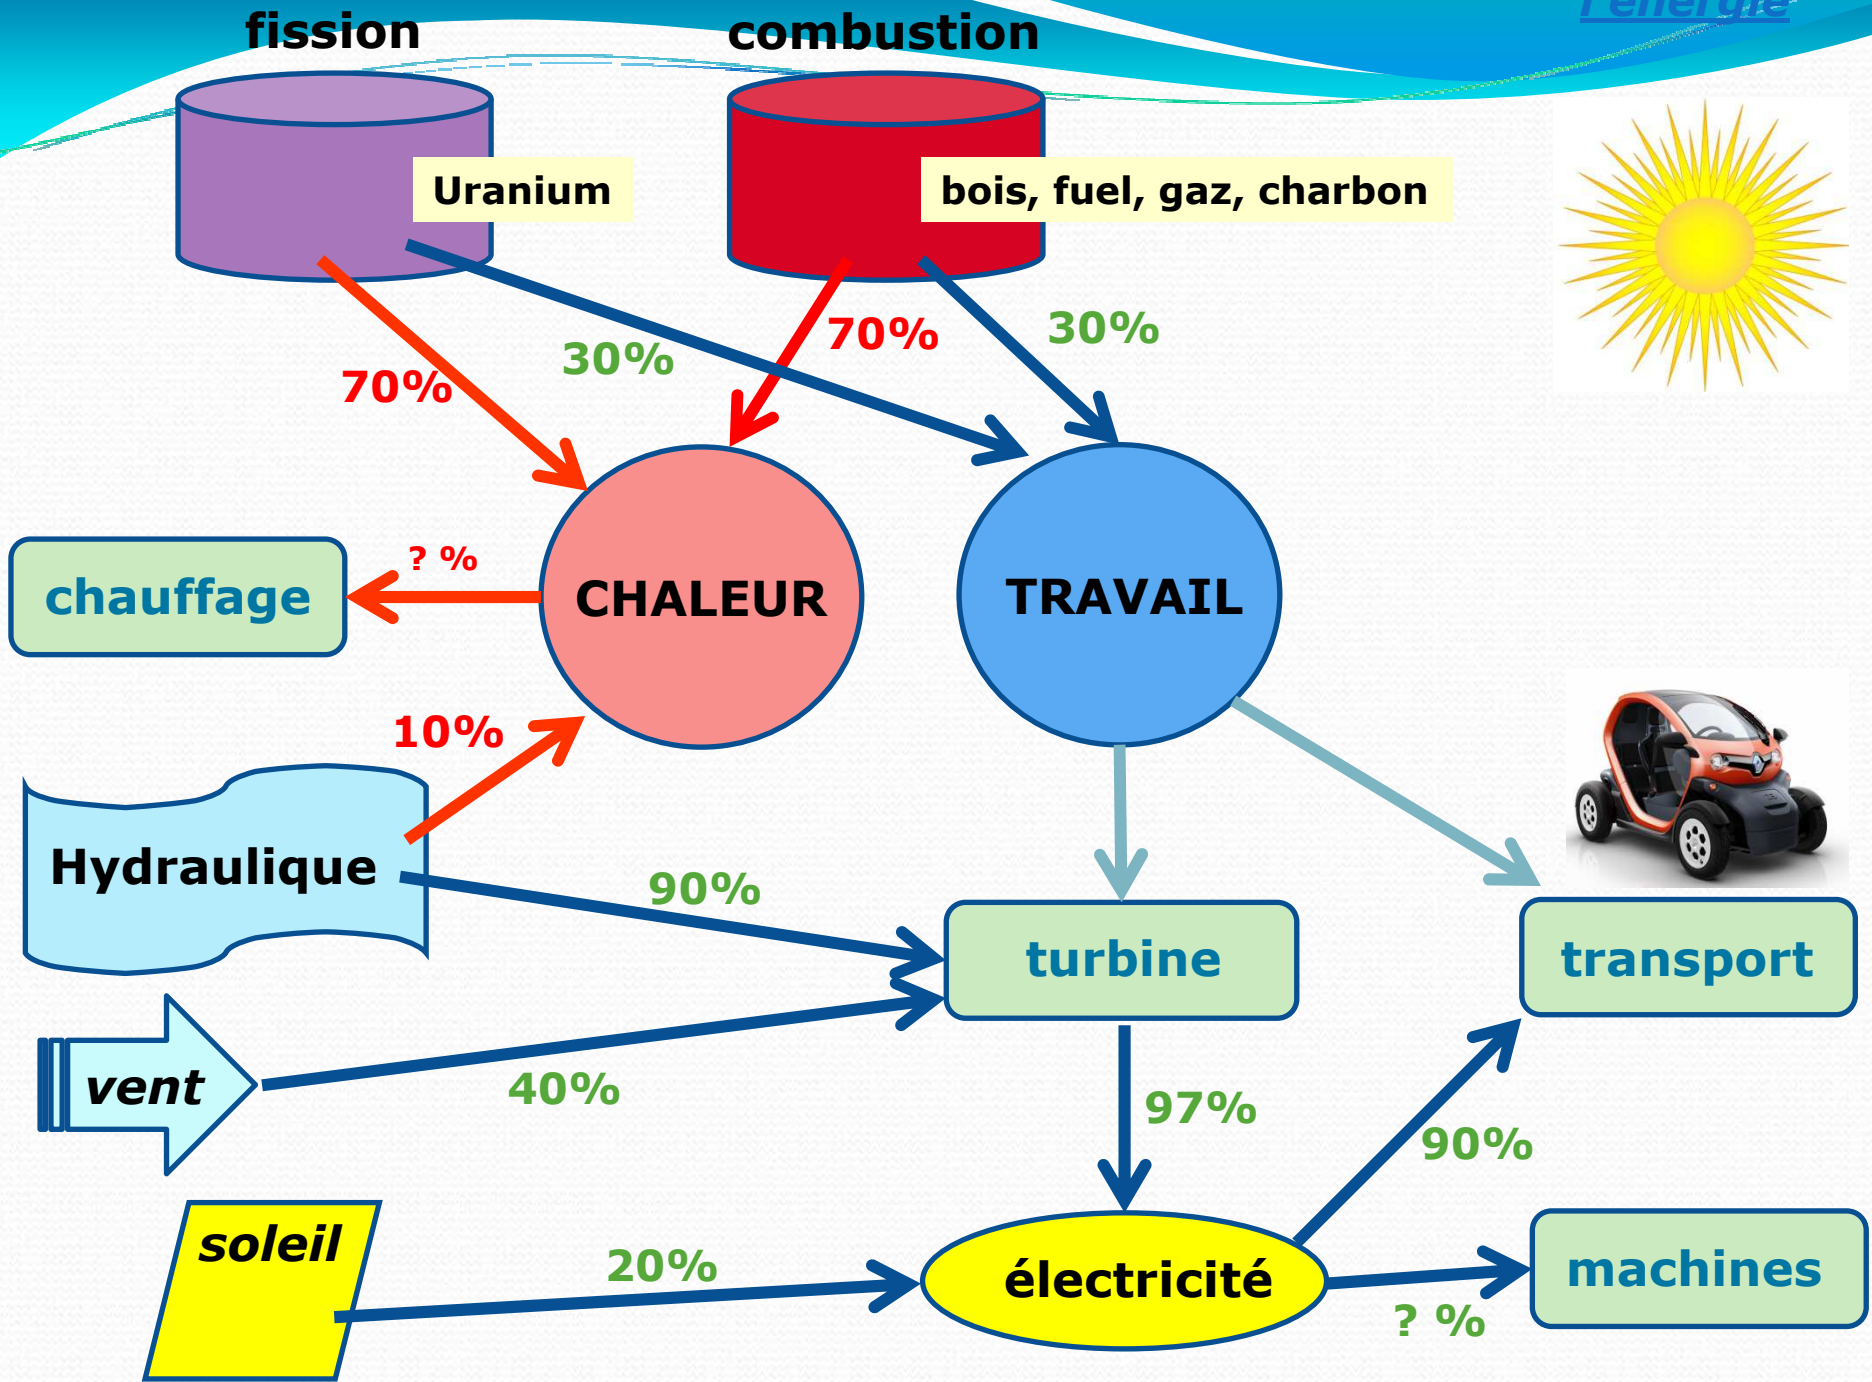 l'énergie
fission
combustion
Uranium
bois, fuel, gaz, charbon
70%
30%
70%
30%
chauffage
? %
CHALEUR
TRAVAIL
10%
Hydraulique
90%
turbine
transport
vent
40%
97%
90%
soleil
20%
électricité
machines
? %